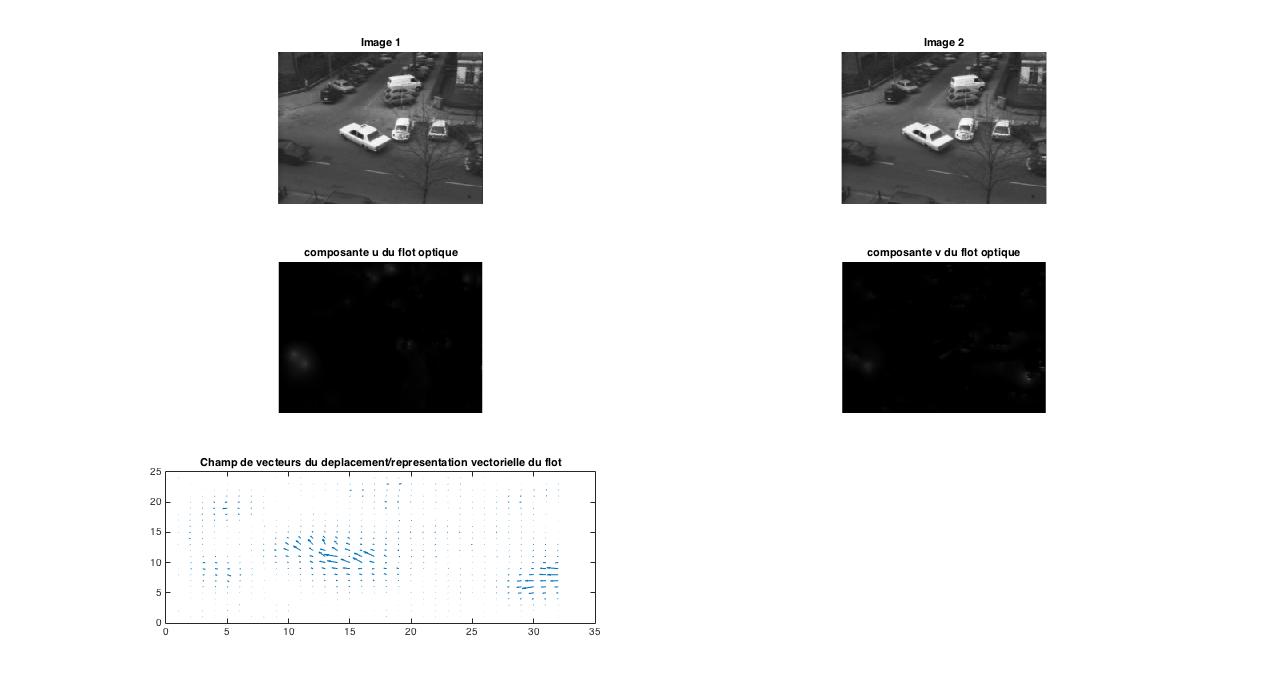 Image 1
Image 2
composante u du flot optique
composante v du flot optique
Champ de vecteurs du deplacement/representation vectorielle du flot
25
20
15
10
5
0
0 5 10 15 20 25 30 35